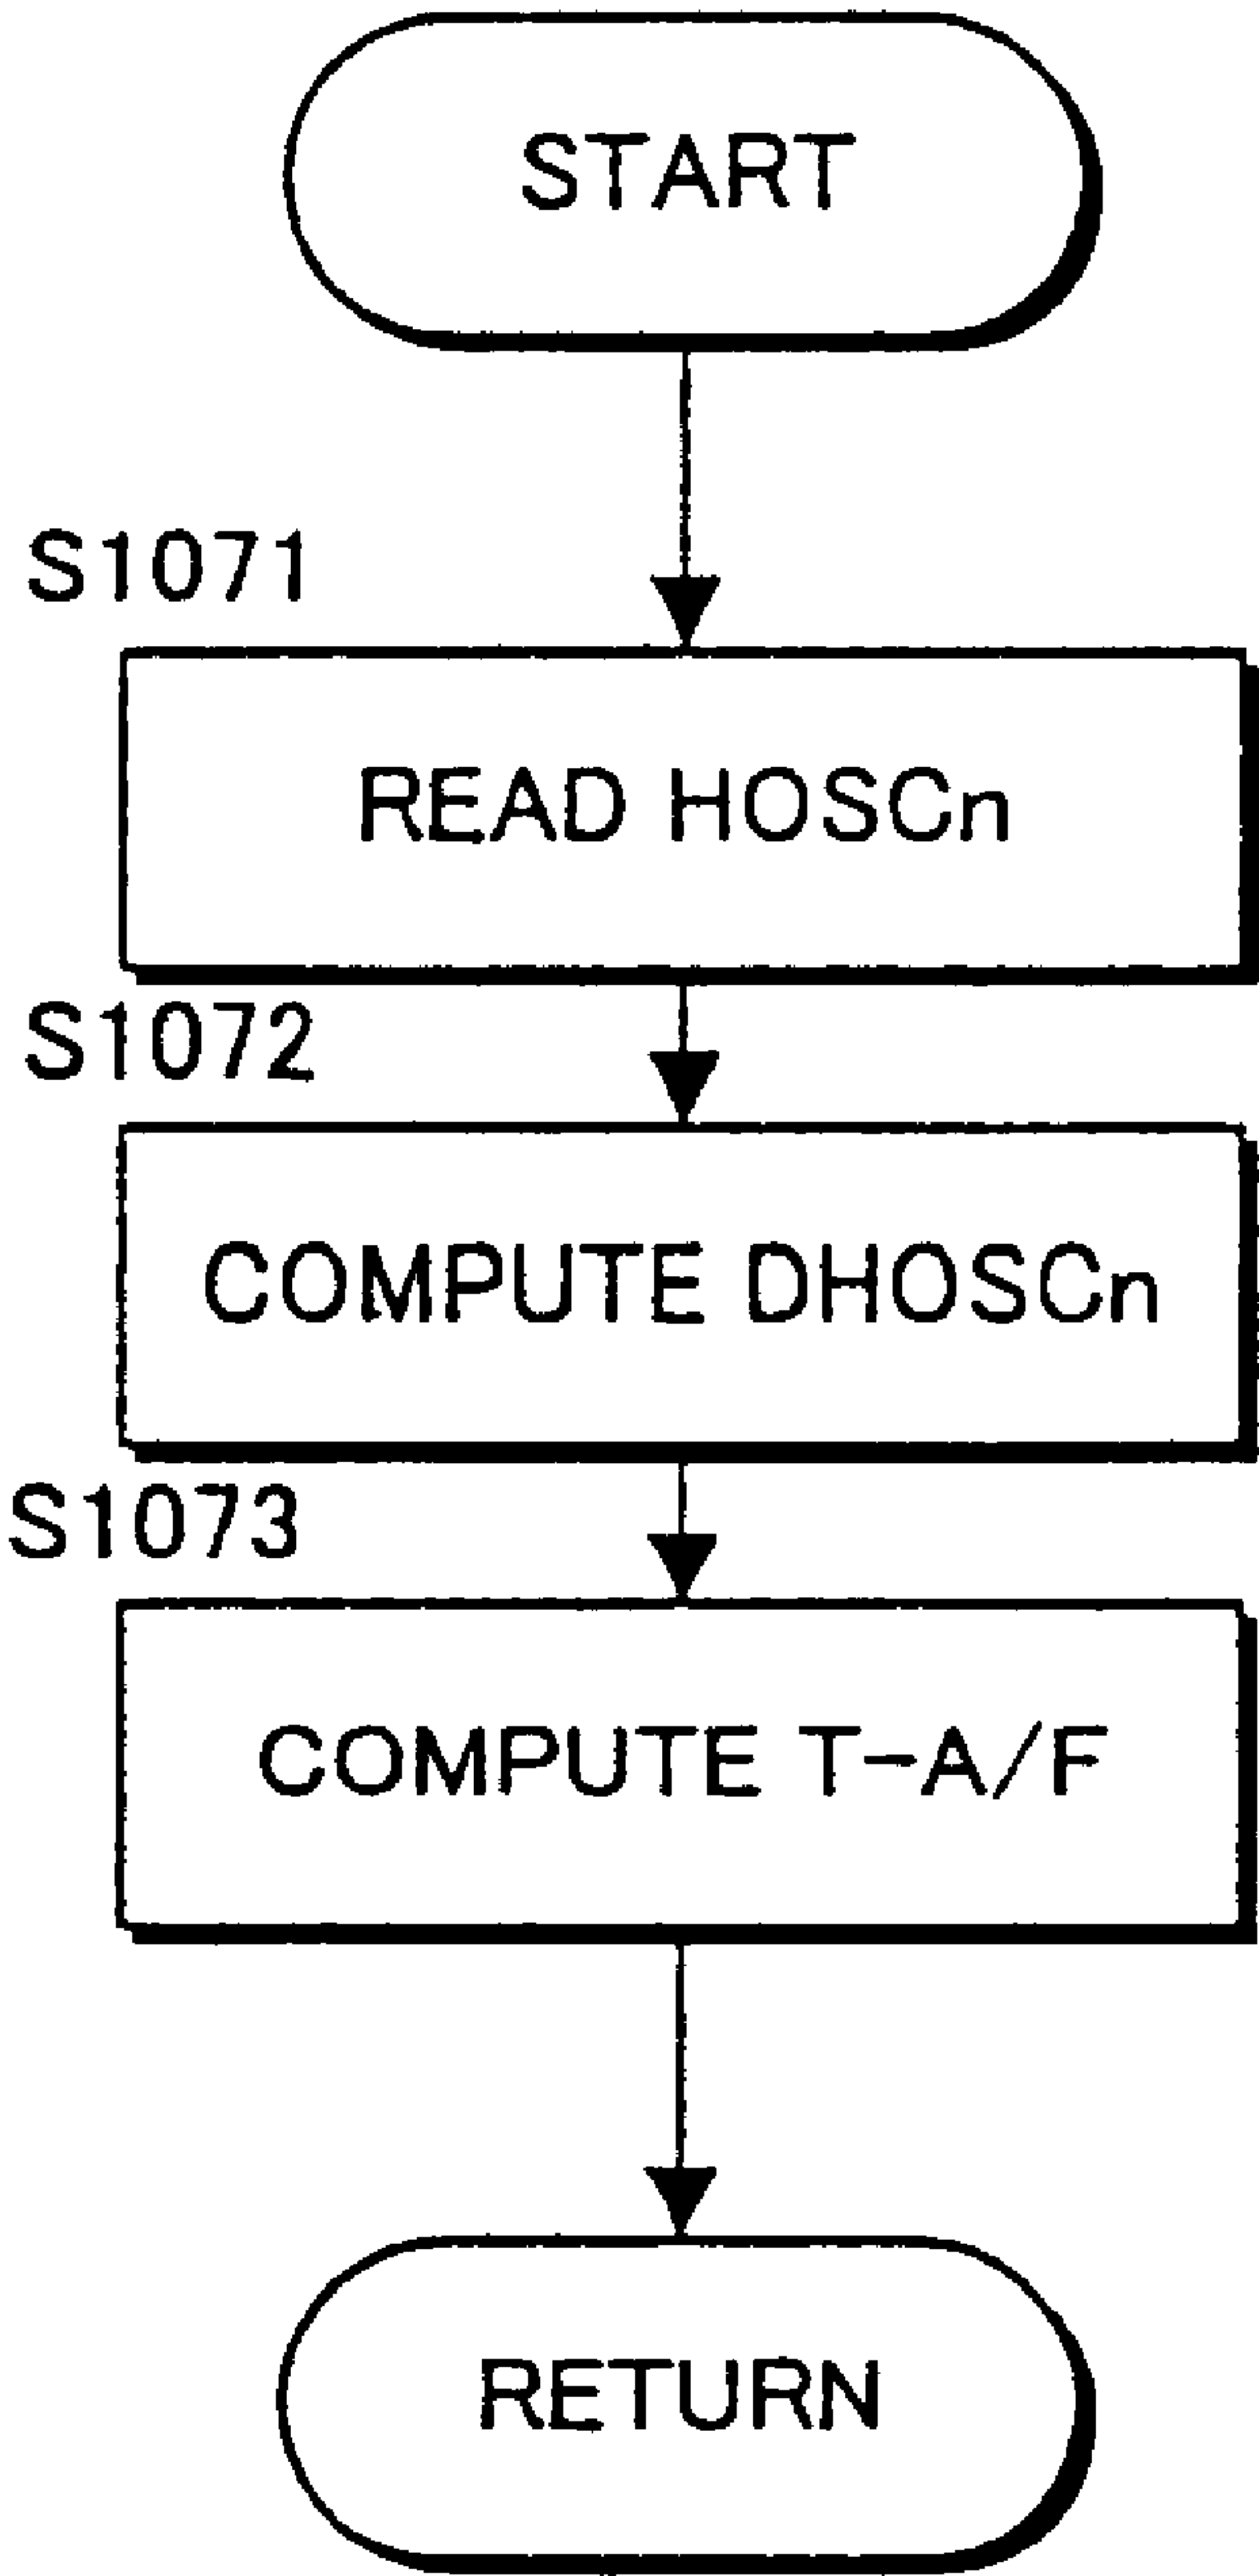 START
S1071
READ HOSCn
S1072
COMPUTE DHOSCn
S1073
COMPUTE T-A/F
RETURN